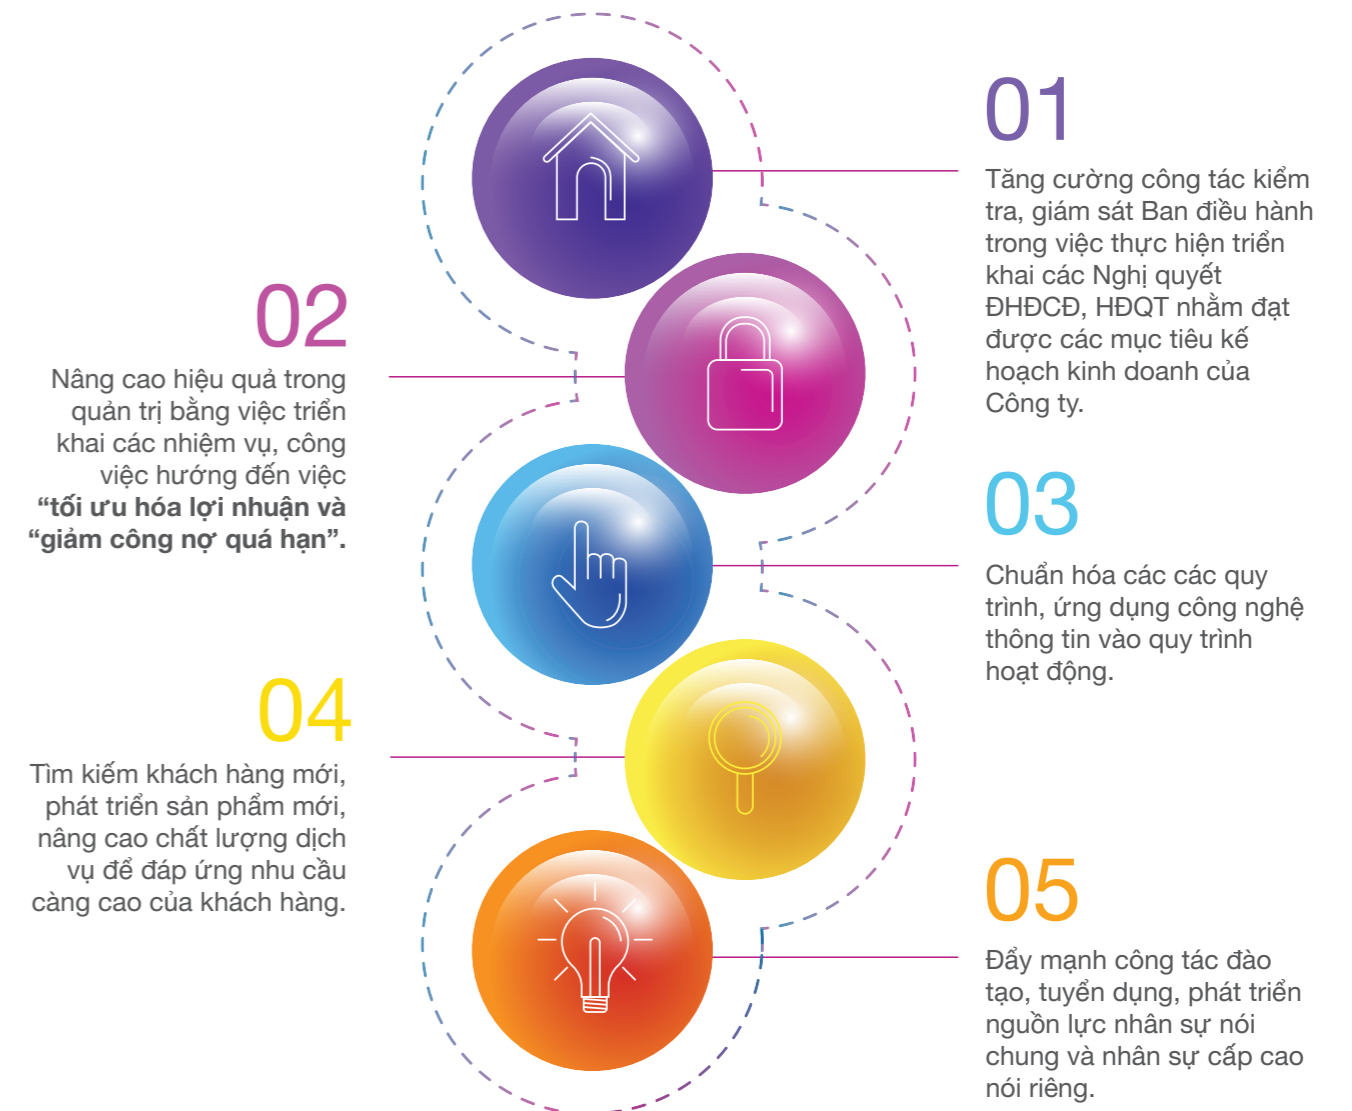 01
Tăng cường công tác kiểm
tra, giám sát Ban điều hành
trong việc thực hiện triển
khai các Nghị quyết
ĐHĐCĐ, HĐQT nhằm đạt
được các mục tiêu kế
hoạch kinh doanh của
Công ty.
02
Nâng cao hiệu quả trong
quản trị bằng việc triển
khai các nhiệm vụ, công
việc hướng đến việc
“tối ưu hóa lợi nhuận và
“giảm công nợ quá hạn”.
03
Chuẩn hóa các các quy
trình, ứng dụng công nghệ
thông tin vào quy trình
hoạt động.
04
Tìm kiếm khách hàng mới,
phát triển sản phẩm mới,
nâng cao chất lượng dịch
vụ để đáp ứng nhu cầu
càng cao của khách hàng.
05
Đẩy mạnh công tác đào
tạo, tuyển dụng, phát triển
nguồn lực nhân sự nói
chung và nhân sự cấp cao
nói riêng.